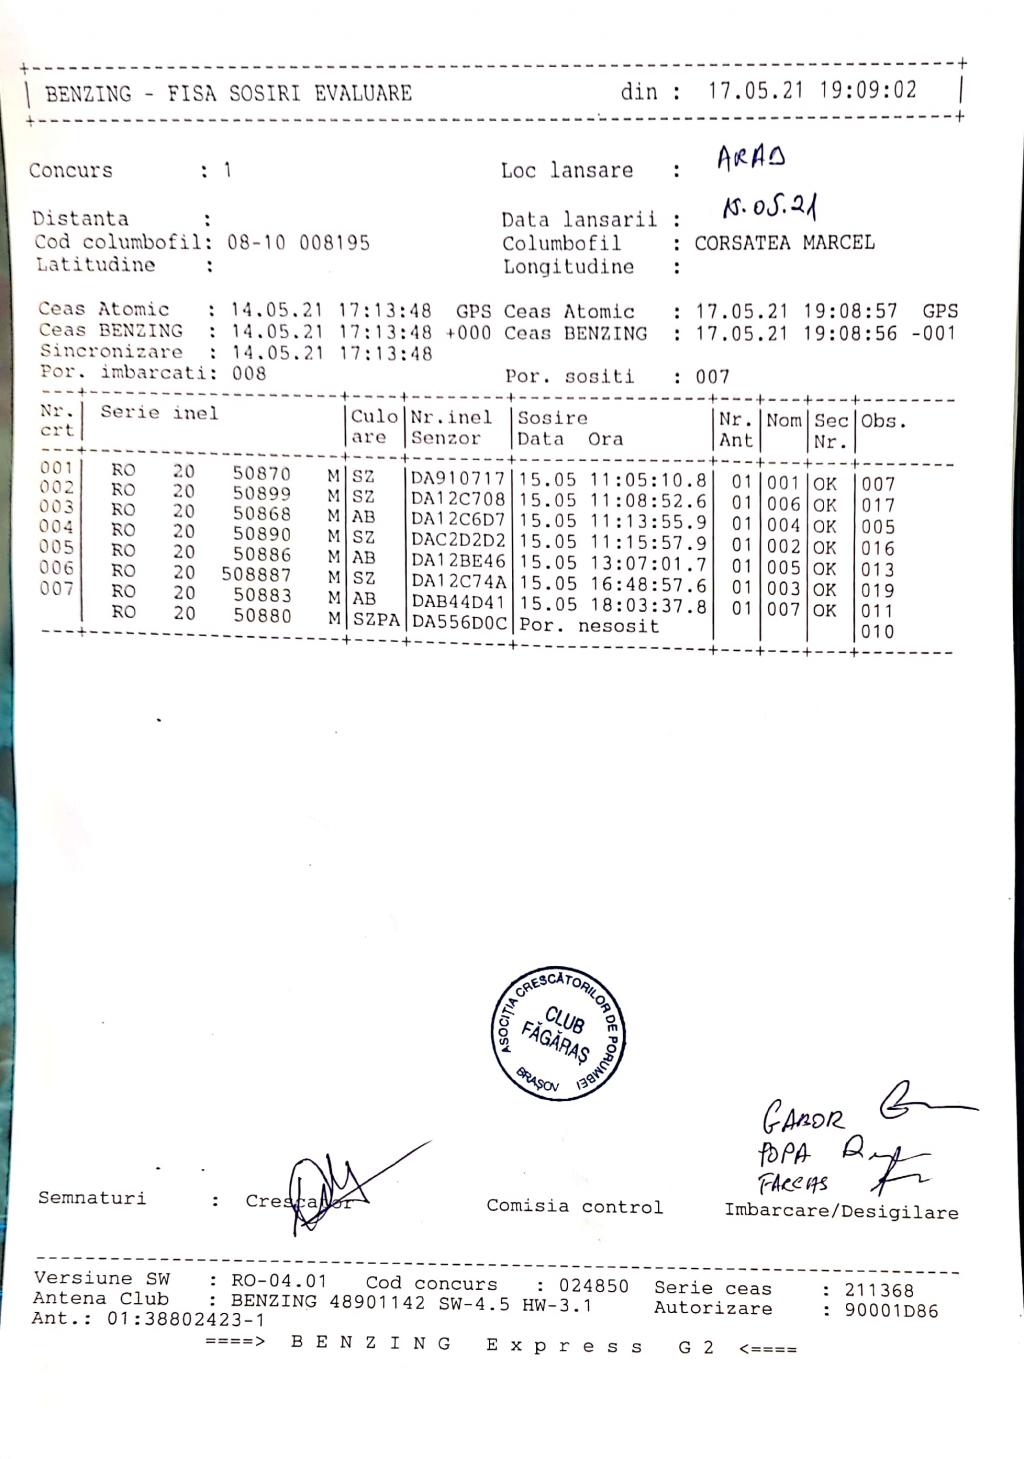 +----------------------------------------------------------------------+
| BENZING - FISA SOSIRI EVALUARE din : 17.05.21 19:09:02 |
+----------------------------------------------------------------------+
Concurs : 1 Loc lansare : ARAD
Distanta : Data lansarii : 15.05.21
Cod columbofil: 08-10 008195 Columbofil : CORSATEA MARCEL
Latitudine : Longitudine :
Ceas Atomic : 14.05.21 17:13:48 GPS Ceas Atomic : 17.05.21 19:08:57 GPS
Ceas BENZING : 14.05.21 17:13:48 +000 Ceas BENZING : 17.05.21 19:08:56 -001
Sincronizare : 14.05.21 17:13:48
Por. imbarcati: 008 Por. sositi : 007
Nr. | Serie inel |Culo|Nr.inel |Sosire |Nr.|Nom|Sec|Obs.
crt | |are |Senzor |Data Ora |Ant| |Nr.|
001 RO 20 50870 M|SZ |DA910717|15.05 11:05:10.8|01|001|OK|007
002 RO 20 50899 M|SZ |DA12C708|15.05 11:08:52.6|01|006|OK|017
003 RO 20 50868 M|AB |DA12C6D7|15.05 11:13:55.9|01|004|OK|005
004 RO 20 50890 M|SZ |DAC2D2D2|15.05 11:15:57.9|01|002|OK|016
005 RO 20 50886 M|AB |DA12BE46|15.05 13:07:01.7|01|005|OK|013
006 RO 20 508887 M|SZ |DA12C74A|15.05 16:48:57.6|01|003|OK|019
007 RO 20 50883 M|AB |DAB44D41|15.05 18:03:37.8|01|007|OK|011
RO 20 50880 M|SZPA|DA556D0C|Por. nesosit | | | |010
ASOCIȚIA CRESCĂTORILOR DE PORUMBEI
CLUB
FĂGĂRAȘ
BRAȘOV
GABOR
POPA
FARCAS
Semnaturi : Crescator Comisia control Imbarcare/Desigilare
Versiune SW : RO-04.01 Cod concurs : 024850 Serie ceas : 211368
Antena Club : BENZING 48901142 SW-4.5 HW-3.1 Autorizare : 90001D86
Ant.: 01:38802423-1
====> B E N Z I N G E x p r e s s G 2 <====